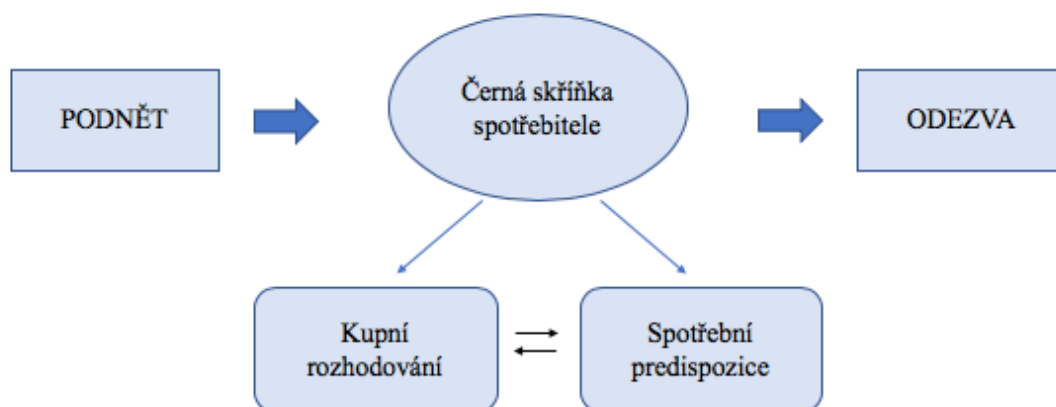 PODNĚT
Černá skříňka
spotřebitele
ODEZVA
Kupní
rozhodování
Spotřební
predispozice